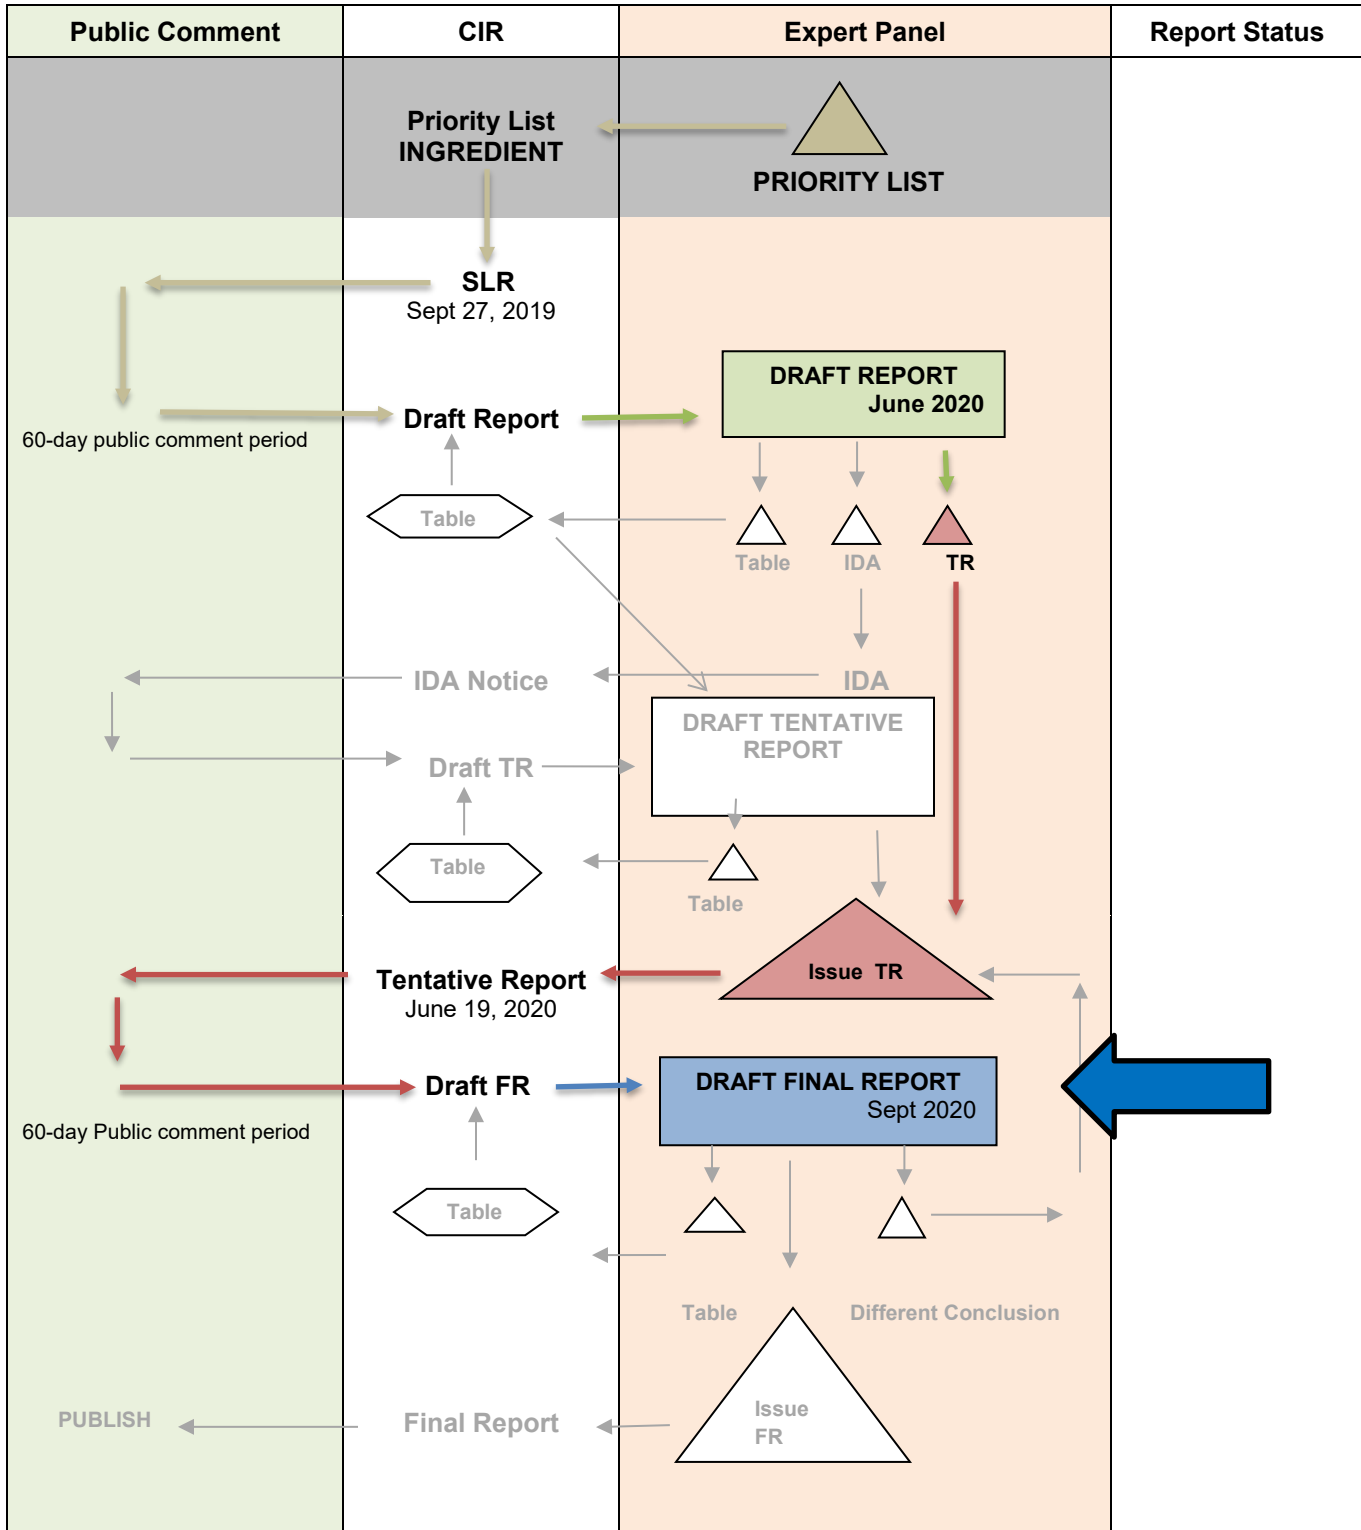 Public Comment
CIR
Expert Panel
Report Status
Priority List
INGREDIENT
PRIORITY LIST
SLR
Sept 27, 2019
DRAFT REPORT
June 2020
60-day public comment period
Draft Report
Table
Table
IDA
TR
IDA Notice
IDA
DRAFT TENTATIVE
REPORT
Draft TR
Table
Table
Issue TR
Tentative Report
June 19, 2020
Draft FR
DRAFT FINAL REPORT
Sept 2020
60-day Public comment period
Table
Table
Different Conclusion
PUBLISH
Final Report
Issue
FR